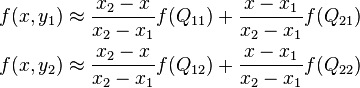 f(x, y_1) \approx \frac{x_2 - x}{x_2 - x_1} f(Q_{11}) + \frac{x - x_1}{x_2 - x_1} f(Q_{21})
f(x, y_2) \approx \frac{x_2 - x}{x_2 - x_1} f(Q_{12}) + \frac{x - x_1}{x_2 - x_1} f(Q_{22})